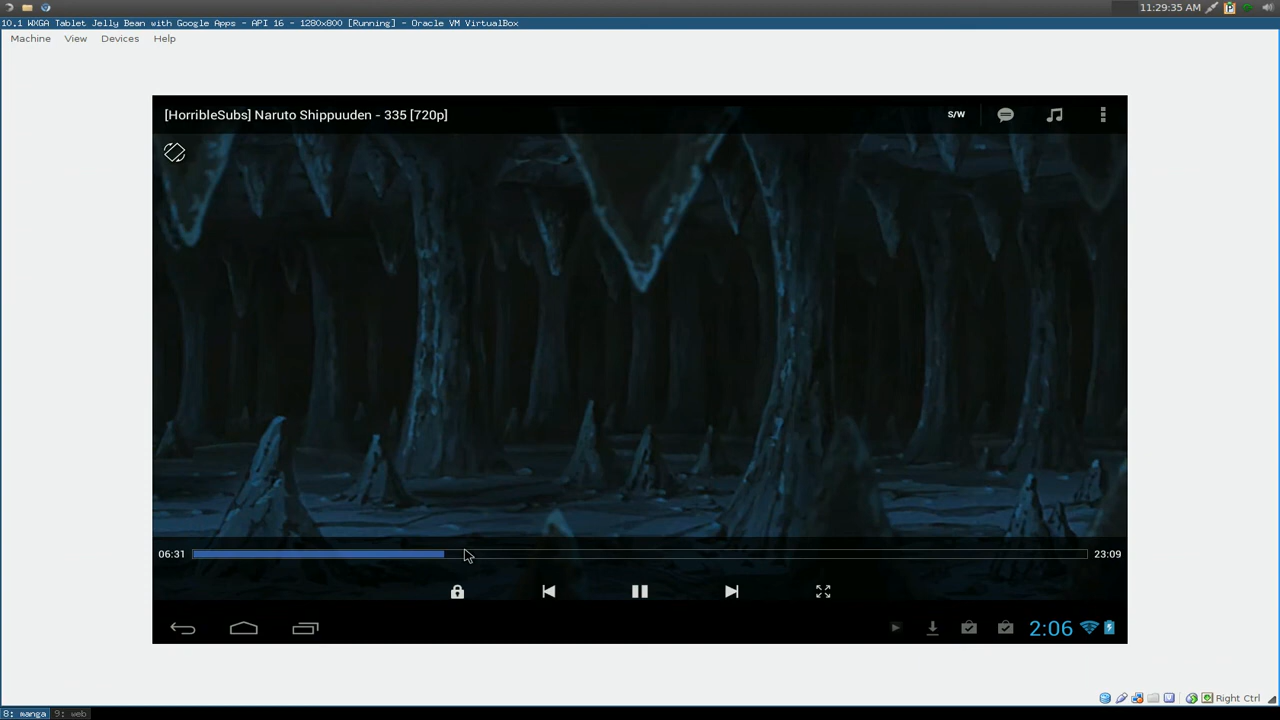 11:29:35 AM
10.1 WXGA Tablet Jelly Bean with Google Apps - API 16 - 1280x800 [Running] - Oracle VM VirtualBox
Machine View Devices Help
[HorribleSubs] Naruto Shippuuden - 335 [720p]
S/W
06:31
23:09
2:06
Right Ctrl
8: manga 9: web